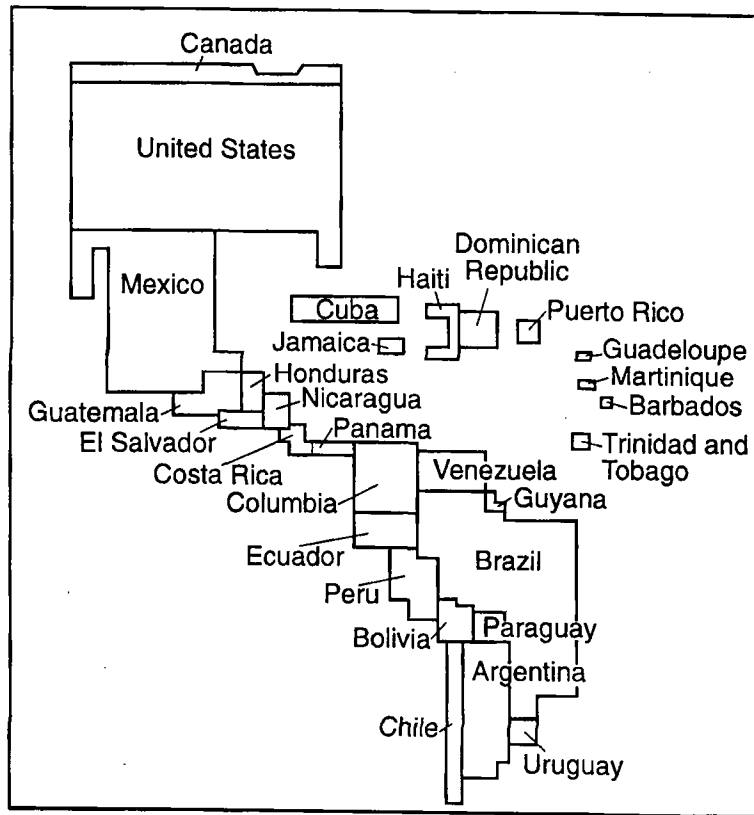 Canada
United States
Mexico
Dominican
Republic
Haiti
Cuba
Puerto Rico
Jamaica
Guadeloupe
Honduras
Martinique
Nicaragua
Barbados
Guatemala
El Salvador
Panama
Trinidad and
Tobago
Costa Rica
Venezuela
Columbia
Guyana
Ecuador
Brazil
Peru
Bolivia
Paraguay
Argentina
Chile
Uruguay